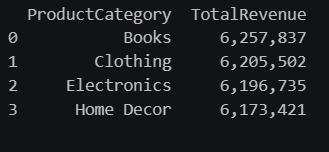 ProductCategory TotalRevenue
0 Books 6,257,837
1 Clothing 6,205,502
2 Electronics 6,196,735
3 Home Decor 6,173,421